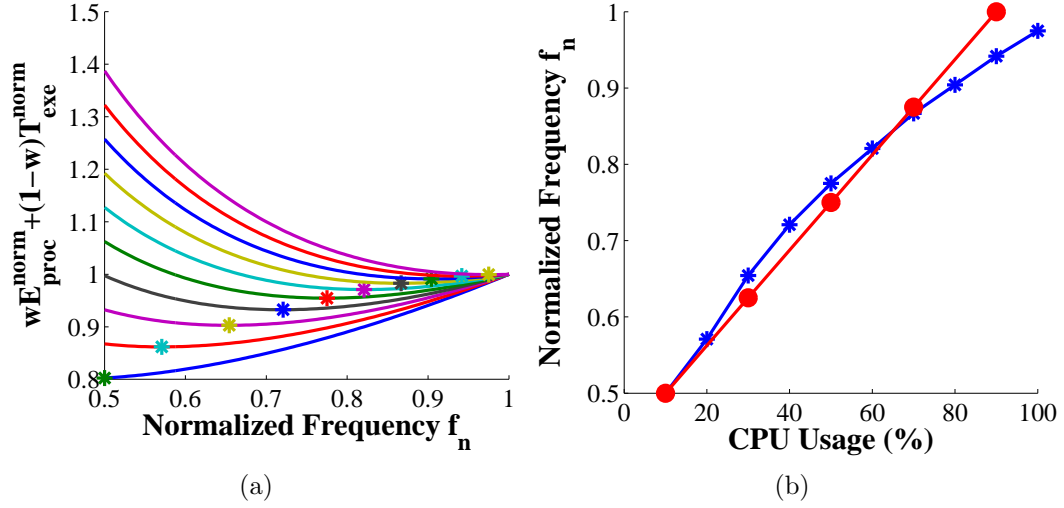 wE^norm_proc+(1−w)T^norm_exe
1.5
1.4
1.3
1.2
1.1
1
0.9
0.8
0.5 0.6 0.7 0.8 0.9 1
Normalized Frequency f_n
(a)
Normalized Frequency f_n
1
0.9
0.8
0.7
0.6
0.5
0 20 40 60 80 100
CPU Usage (%)
(b)